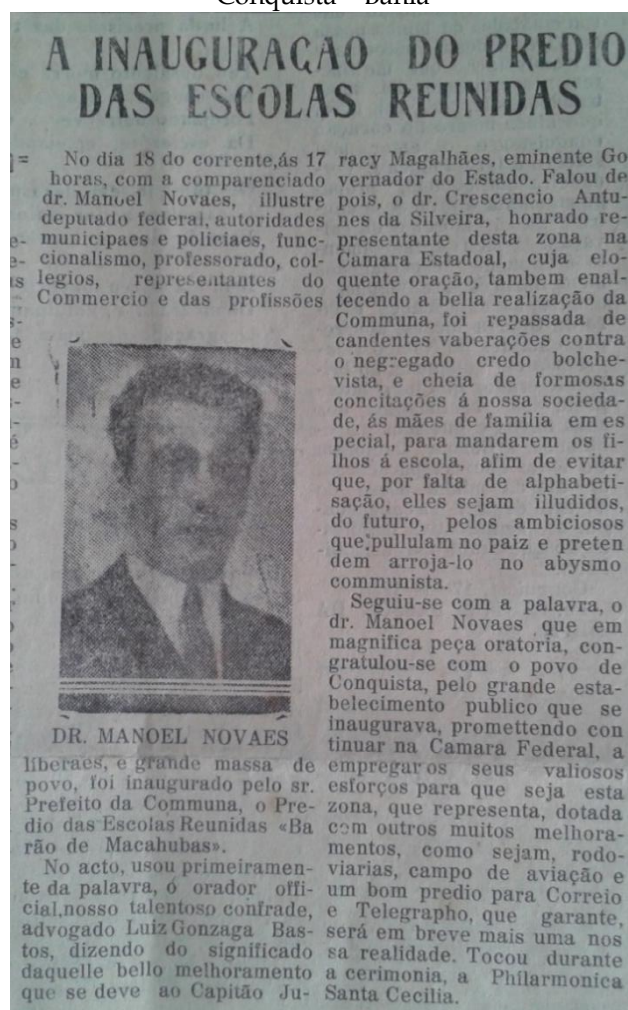 Conquista – Bahia
A INAUGURAÇAO DO PREDIO
DAS ESCOLAS REUNIDAS
No dia 18 do corrente,ás 17
horas, com a comparenciado
dr. Manoel Novaes, illustre
deputado federal, autoridades
municipaes e policiaes, func-
cionalismo, professorado, col-
legios, representantes do
Commercio e das profissões
DR. MANOEL NOVAES
liberaes, e grande massa de
povo, foi inaugurado pelo sr.
Prefeito da Communa, o Pre-
dio das Escolas Reunidas «Ba
rão de Macahubas».
No acto, usou primeiramen-
te da palavra, o orador offi-
cial,nosso talentoso confrade,
advogado Luiz Gonzaga Bas-
tos, dizendo do significado
daquelle bello melhoramento
que se deve ao Capitão Ju-
racy Magalhães, eminente Go
vernador do Estado. Falou de
pois, o dr. Crescencio Antu-
nes da Silveira, honrado re-
presentante desta zona na
Camara Estadoal, cuja elo-
quente oração, tambem enal-
tecendo a bella realização da
Communa, foi repassada de
candentes vaberações contra
o negregado credo bolche-
vista, e cheia de formosas
concitações á nossa socieda-
de, ás mães de familia em es
pecial, para mandarem os fi-
lhos á escola, afim de evitar
que, por falta de alphabeti-
sação, elles sejam illudidos,
do futuro, pelos ambiciosos
que pullulam no paiz e preten
dem arroja-lo no abysmo
communista.
Seguiu-se com a palavra, o
dr. Manoel Novaes que em
magnifica peça oratoria, con-
gratulou-se com o povo de
Conquista, pelo grande esta-
belecimento publico que se
inaugurava, promettendo con
tinuar na Camara Federal, a
empregar os seus valiosos
esforços para que seja esta
zona, que representa, dotada
com outros muitos melhora-
mentos, como sejam, rodo-
viarias, campo de aviação e
um bom predio para Correio
e Telegrapho, que garante,
será em breve mais uma nos
sa realidade. Tocou durante
a cerimonia, a Philarmonica
Santa Cecilia.